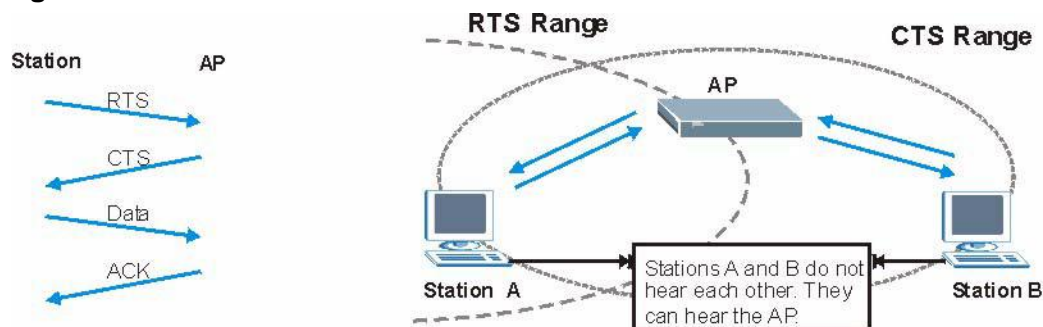 RTS Range
CTS Range
Station AP
RTS
CTS
Data
ACK
AP
Station A
Stations A and B do not
hear each other. They
can hear the AP.
Station B